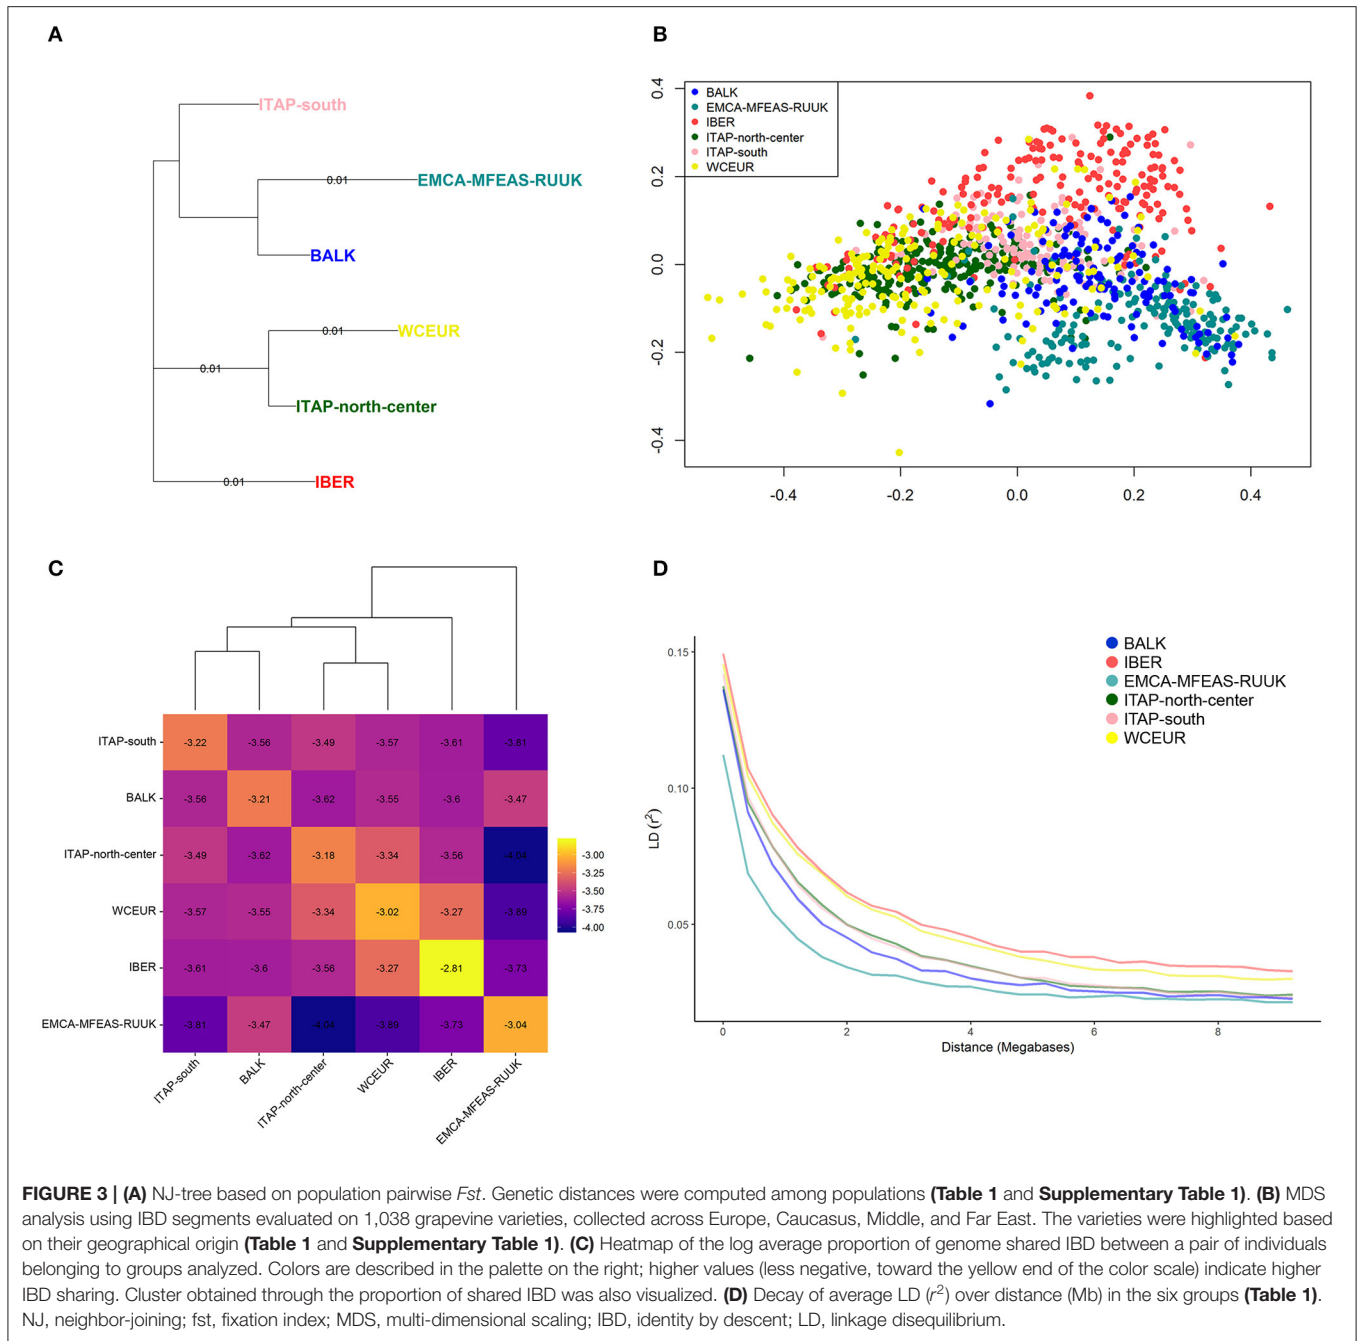 A
ITAP-south
0.01
EMCA-MFEAS-RUUK
BALK
0.01
WCEUR
0.01
ITAP-north-center
0.01
IBER
B
BALK
EMCA-MFEAS-RUUK
IBER
ITAP-north-center
ITAP-south
WCEUR
0.4
0.2
0.0
-0.2
-0.4
-0.4 -0.2 0.0 0.2 0.4
C
ITAP-south -3.22 -3.56 -3.49 -3.57 -3.61 -3.81
BALK -3.56 -3.21 -3.62 -3.55 -3.6 -3.47
ITAP-north-center -3.49 -3.62 -3.18 -3.34 -3.56 -4.04
WCEUR -3.57 -3.55 -3.34 -3.02 -3.27 -3.89
IBER -3.61 -3.6 -3.56 -3.27 -2.81 -3.73
EMCA-MFEAS-RUUK -3.81 -3.47 -4.04 -3.89 -3.73 -3.04
ITAP-south BALK ITAP-north-center WCEUR IBER EMCA-MFEAS-RUUK
-3.00
-3.25
-3.50
-3.75
-4.00
D
BALK
IBER
EMCA-MFEAS-RUUK
ITAP-north-center
ITAP-south
WCEUR
0.15
0.10
0.05
LD (r²)
0 2 4 6 8
Distance (Megabases)
FIGURE 3 | (A) NJ-tree based on population pairwise Fst. Genetic distances were computed among populations (Table 1 and Supplementary Table 1). (B) MDS
analysis using IBD segments evaluated on 1,038 grapevine varieties, collected across Europe, Caucasus, Middle, and Far East. The varieties were highlighted based
on their geographical origin (Table 1 and Supplementary Table 1). (C) Heatmap of the log average proportion of genome shared IBD between a pair of individuals
belonging to groups analyzed. Colors are described in the palette on the right; higher values (less negative, toward the yellow end of the color scale) indicate higher
IBD sharing. Cluster obtained through the proportion of shared IBD was also visualized. (D) Decay of average LD (r²) over distance (Mb) in the six groups (Table 1).
NJ, neighbor-joining; fst, fixation index; MDS, multi-dimensional scaling; IBD, identity by descent; LD, linkage disequilibrium.